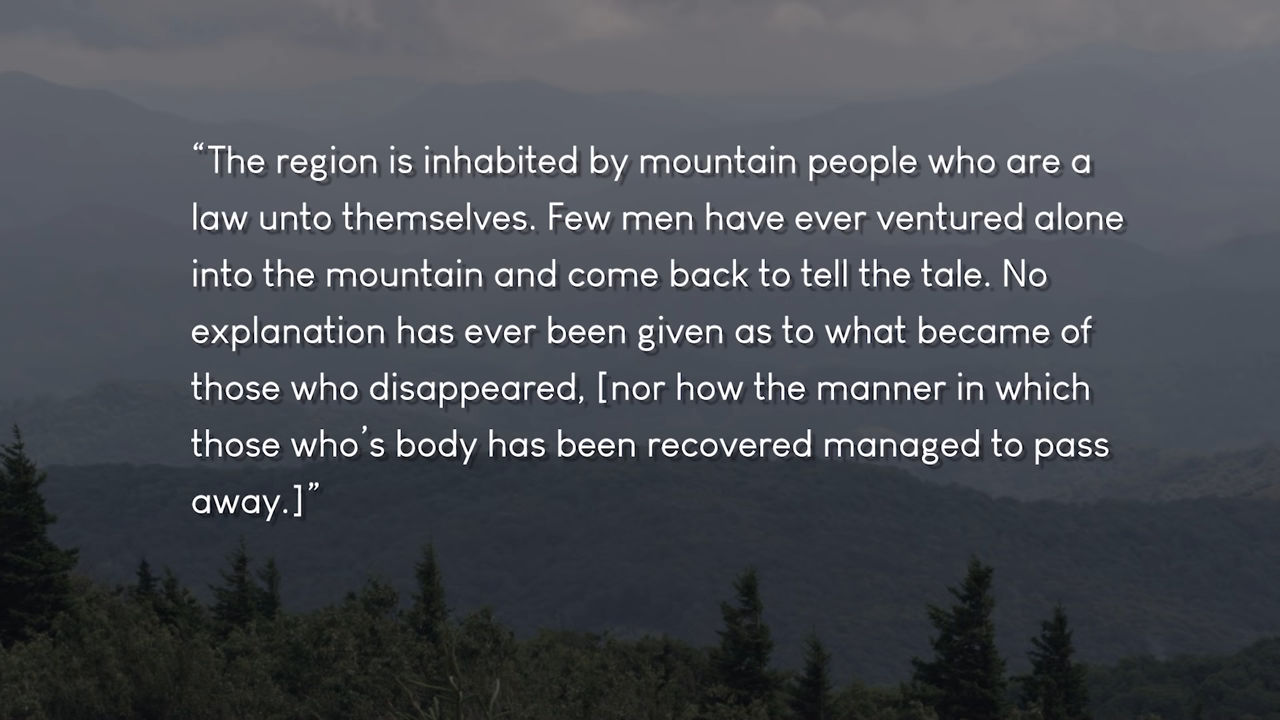 “The region is inhabited by mountain people who are a
law unto themselves. Few men have ever ventured alone
into the mountain and come back to tell the tale. No
explanation has ever been given as to what became of
those who disappeared, [nor how the manner in which
those who’s body has been recovered managed to pass
away.]”